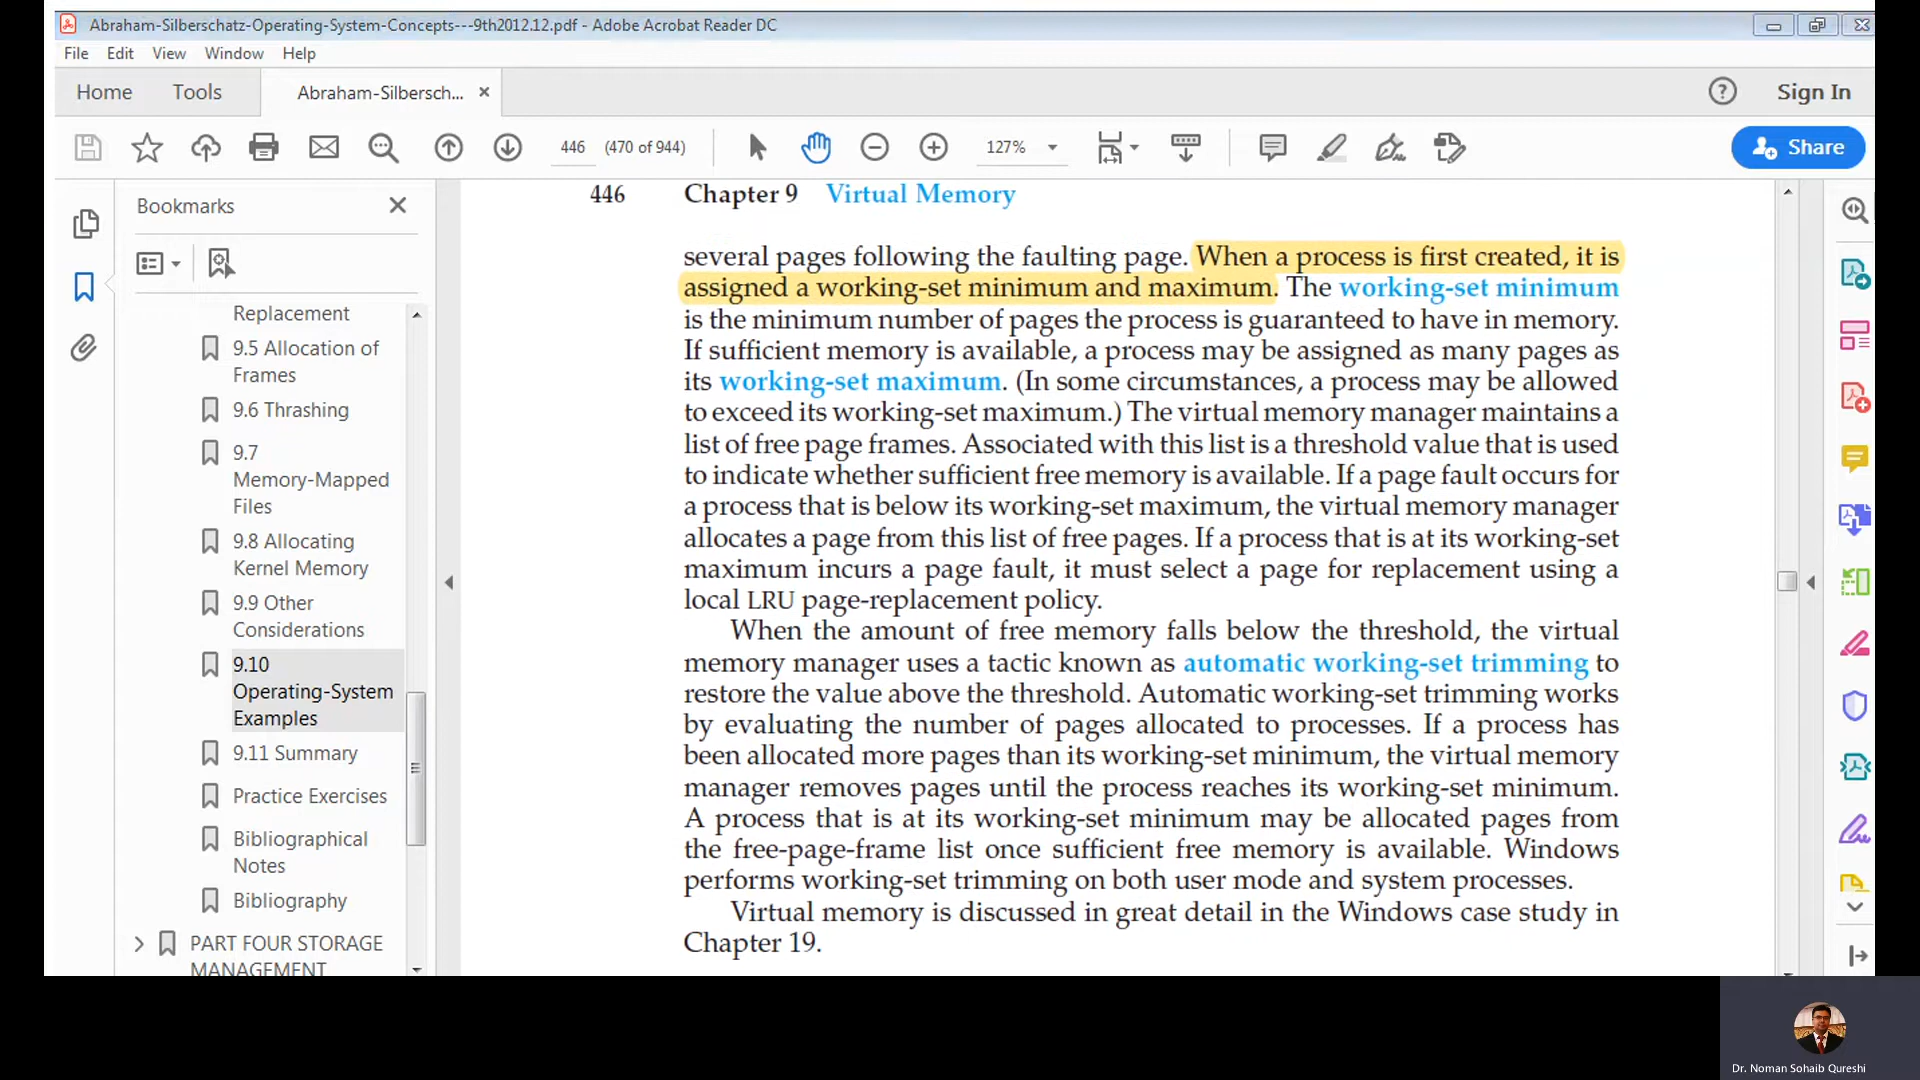 Abraham-Silberschatz-Operating-System-Concepts---9th2012.12.pdf - Adobe Acrobat Reader DC
File Edit View Window Help
Home Tools Abraham-Silbersch... Sign In
446 (470 of 944) 127% Share
Bookmarks
Replacement
9.5 Allocation of
Frames
9.6 Thrashing
9.7
Memory-Mapped
Files
9.8 Allocating
Kernel Memory
9.9 Other
Considerations
9.10
Operating-System
Examples
9.11 Summary
Practice Exercises
Bibliographical
Notes
Bibliography
PART FOUR STORAGE
MANAGEMENT
446 Chapter 9 Virtual Memory
several pages following the faulting page. When a process is first created, it is
assigned a working-set minimum and maximum. The working-set minimum
is the minimum number of pages the process is guaranteed to have in memory.
If sufficient memory is available, a process may be assigned as many pages as
its working-set maximum. (In some circumstances, a process may be allowed
to exceed its working-set maximum.) The virtual memory manager maintains a
list of free page frames. Associated with this list is a threshold value that is used
to indicate whether sufficient free memory is available. If a page fault occurs for
a process that is below its working-set maximum, the virtual memory manager
allocates a page from this list of free pages. If a process that is at its working-set
maximum incurs a page fault, it must select a page for replacement using a
local LRU page-replacement policy.
When the amount of free memory falls below the threshold, the virtual
memory manager uses a tactic known as automatic working-set trimming to
restore the value above the threshold. Automatic working-set trimming works
by evaluating the number of pages allocated to processes. If a process has
been allocated more pages than its working-set minimum, the virtual memory
manager removes pages until the process reaches its working-set minimum.
A process that is at its working-set minimum may be allocated pages from
the free-page-frame list once sufficient free memory is available. Windows
performs working-set trimming on both user mode and system processes.
Virtual memory is discussed in great detail in the Windows case study in
Chapter 19.
Dr. Noman Sohaib Qureshi